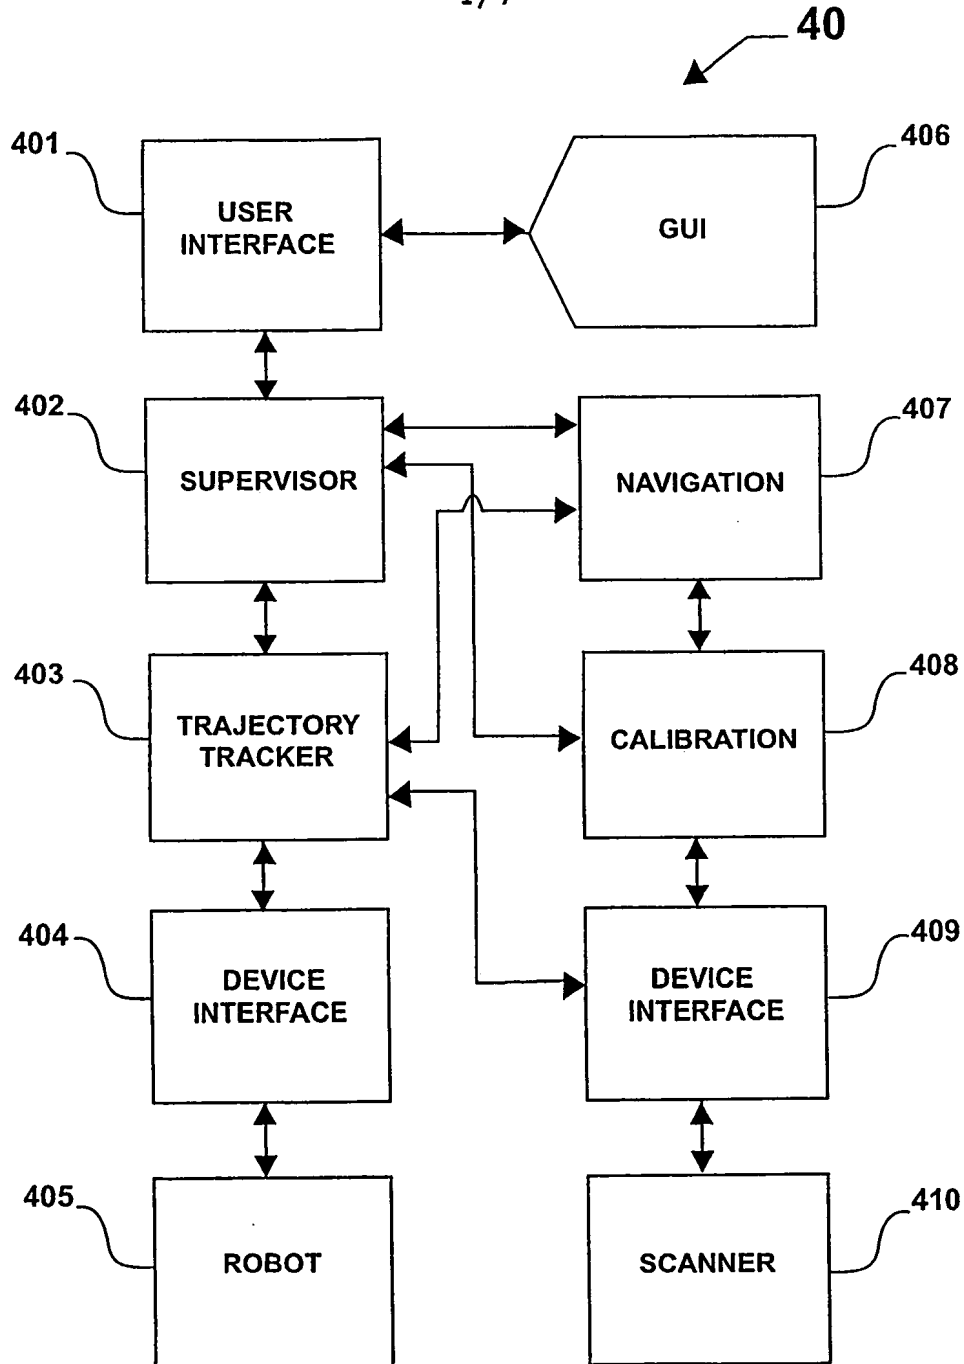 40
401
USER
INTERFACE
GUI
406
402
SUPERVISOR
NAVIGATION
407
403
TRAJECTORY
TRACKER
CALIBRATION
408
404
DEVICE
INTERFACE
DEVICE
INTERFACE
409
405
ROBOT
SCANNER
410